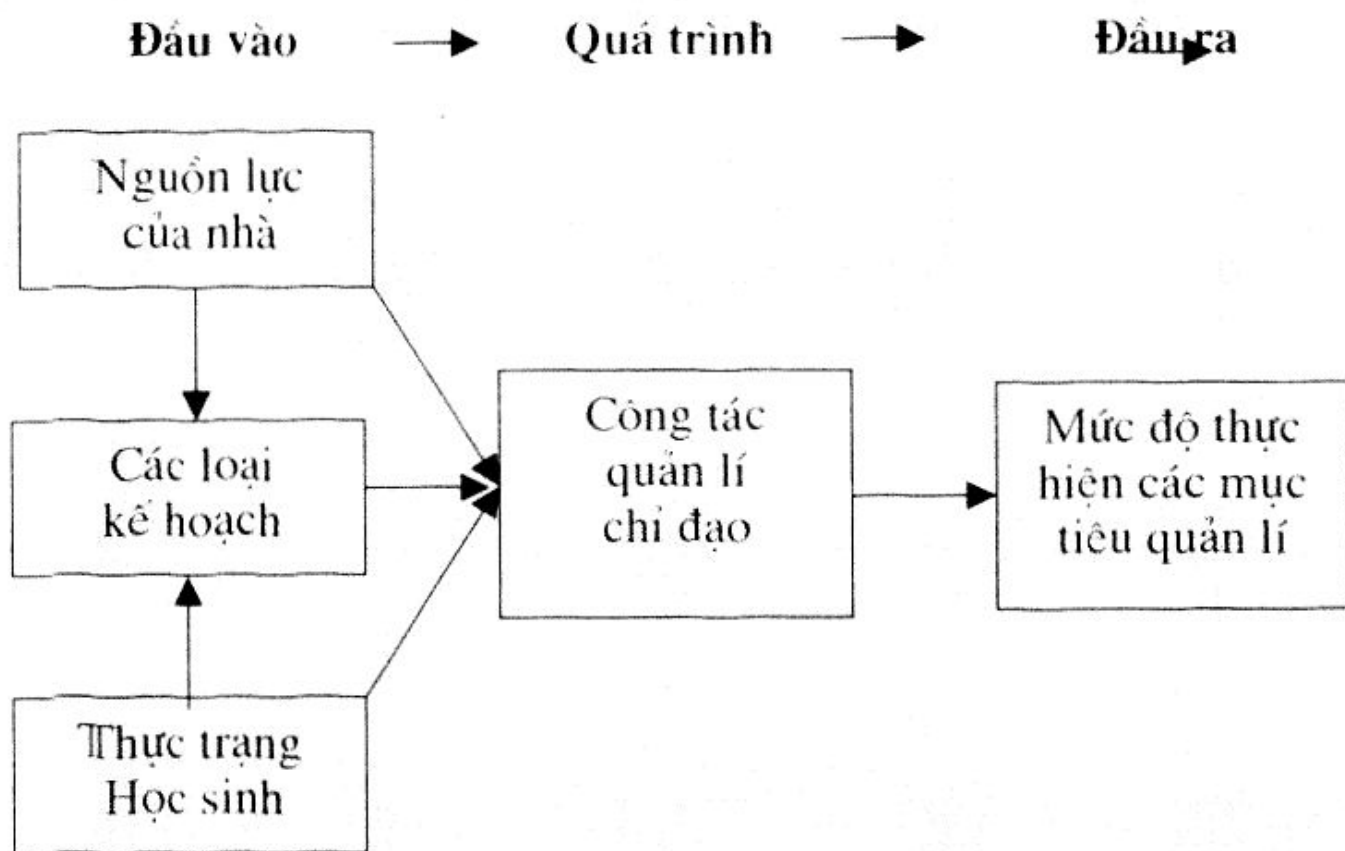 Đầu vào Quá trình Đầu ra
Nguồn lực
của nhà
Các loại
kế hoạch
Thực trạng
Học sinh
Công tác
quản lí
chỉ đạo
Mức độ thực
hiện các mục
tiêu quản lí